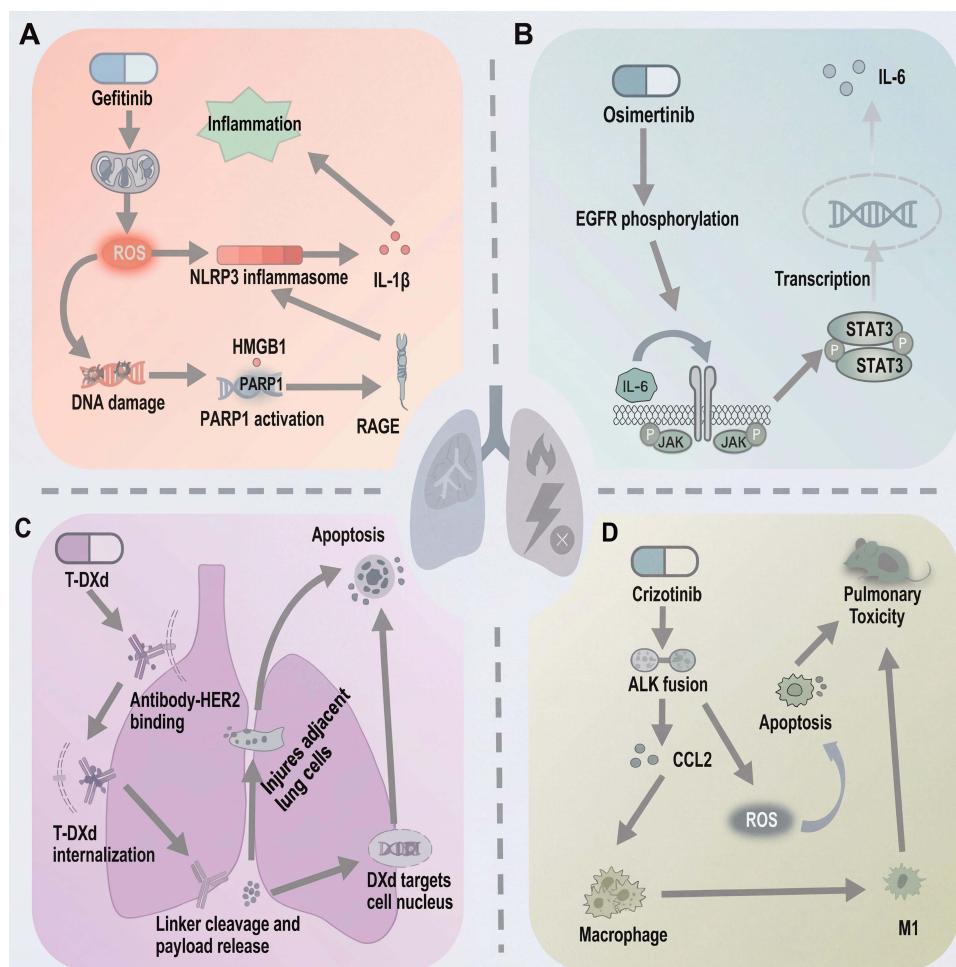 A
Gefitinib
Inflammation
ROS
NLRP3 inflammasome
IL-1β
HMGB1
PARP1
DNA damage
PARP1 activation
RAGE
B
Osimertinib
IL-6
EGFR phosphorylation
Transcription
STAT3
P
P
STAT3
IL-6
P
JAK
JAK
P
C
T-DXd
Apoptosis
Antibody-HER2
binding
Injures adjacent
lung cells
T-DXd
internalization
DXd targets
cell nucleus
Linker cleavage and
payload release
D
Crizotinib
Pulmonary
Toxicity
ALK fusion
Apoptosis
CCL2
ROS
Macrophage
M1